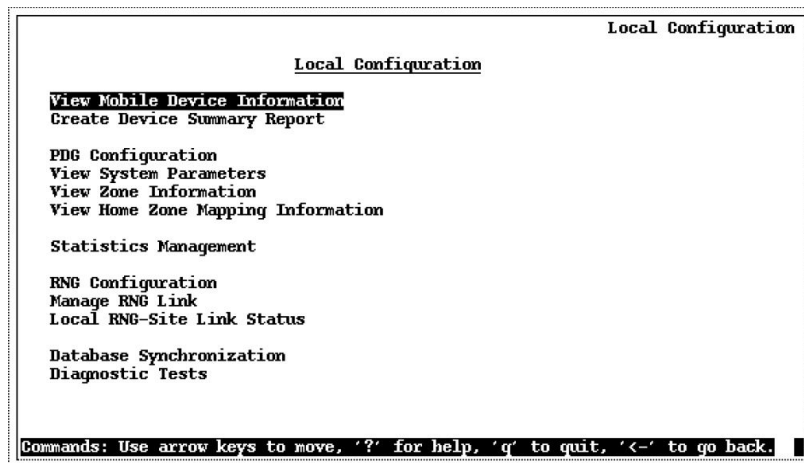 Local Configuration
Local Configuration
View Mobile Device Information
Create Device Summary Report
PDG Configuration
View System Parameters
View Zone Information
View Home Zone Mapping Information
Statistics Management
RNG Configuration
Manage RNG Link
Local RNG-Site Link Status
Database Synchronization
Diagnostic Tests
Commands: Use arrow keys to move, '?' for help, 'q' to quit, '<-' to go back.